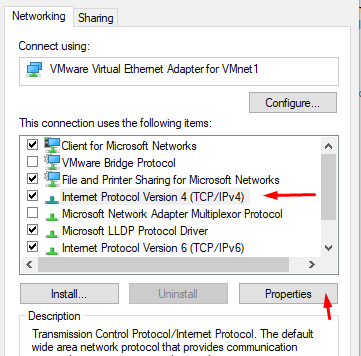 Networking
Sharing
Connect using:
VMware Virtual Ethernet Adapter for VMnet1
Configure...
This connection uses the following items:
Client for Microsoft Networks
VMware Bridge Protocol
File and Printer Sharing for Microsoft Networks
Internet Protocol Version 4 (TCP/IPv4)
Microsoft Network Adapter Multiplexor Protocol
Microsoft LLDP Protocol Driver
Internet Protocol Version 6 (TCP/IPv6)
Install...
Uninstall
Properties
Description
Transmission Control Protocol/Internet Protocol. The default
wide area network protocol that provides communication